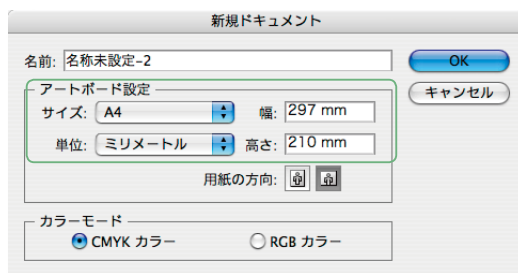 新規ドキュメント
名前: 名称未設定-2
OK
アートボード設定
キャンセル
サイズ: A4 幅: 297 mm
単位: ミリメートル 高さ: 210 mm
用紙の方向:
カラーモード
CMYK カラー RGB カラー